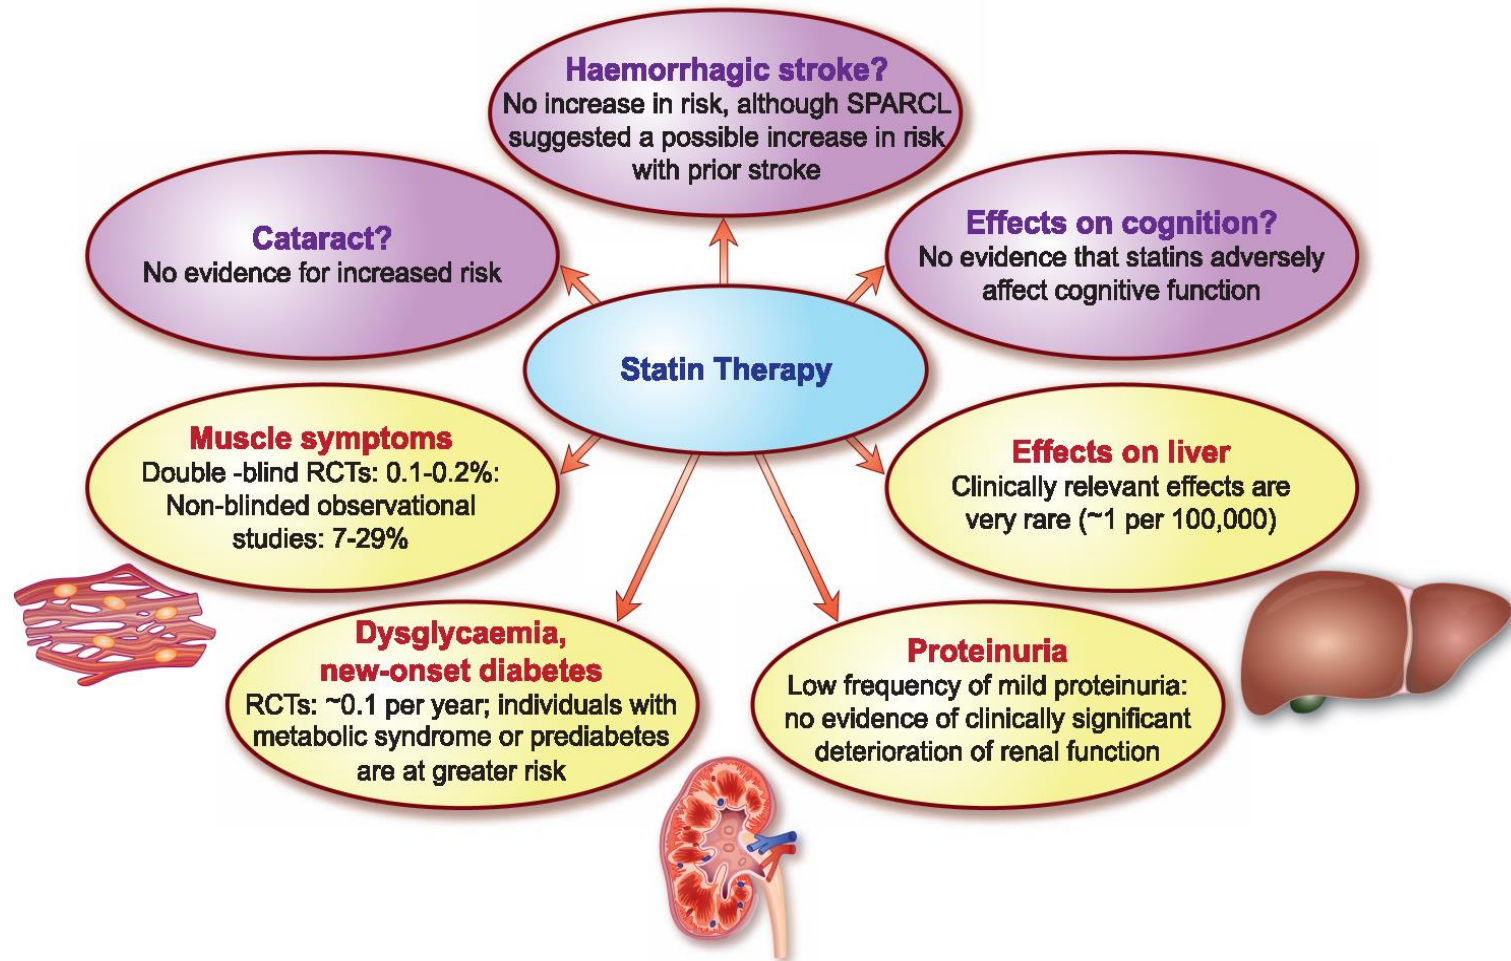 Haemorrhagic stroke?
No increase in risk, although SPARCL
suggested a possible increase in risk
with prior stroke
Cataract?
No evidence for increased risk
Effects on cognition?
No evidence that statins adversely
affect cognitive function
Statin Therapy
Muscle symptoms
Double -blind RCTs: 0.1-0.2%:
Non-blinded observational
studies: 7-29%
Effects on liver
Clinically relevant effects are
very rare (~1 per 100,000)
Dysglycaemia,
new-onset diabetes
RCTs: ~0.1 per year; individuals with
metabolic syndrome or prediabetes
are at greater risk
Proteinuria
Low frequency of mild proteinuria:
no evidence of clinically significant
deterioration of renal function